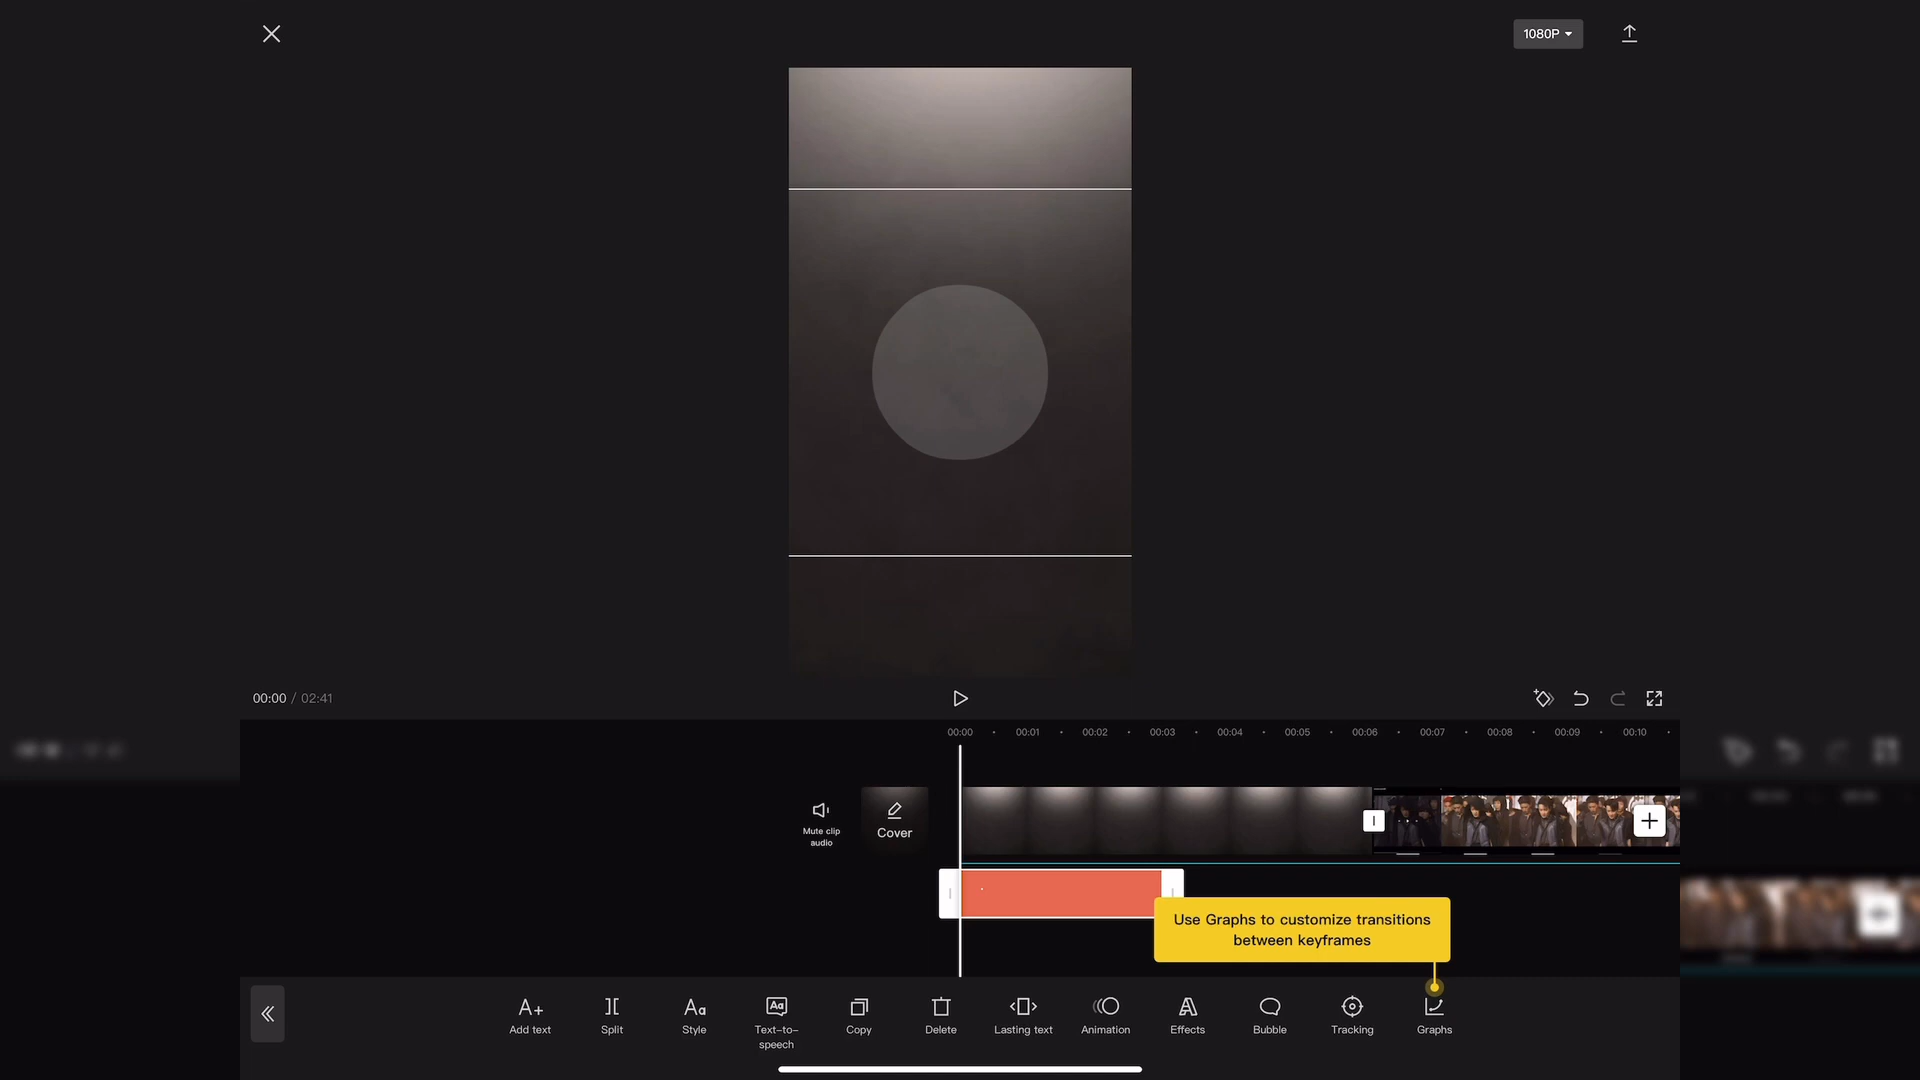 1080P
00:00 / 02:41
00:00 00:01 00:02 00:03 00:04 00:05 00:06 00:07 00:08 00:09 00:10
Mute clip
audio
Cover
Use Graphs to customize transitions
between keyframes
A+ Aa Aa
Add text Split Style Text-to-
speech Copy Delete Lasting text Animation Effects Bubble Tracking Graphs